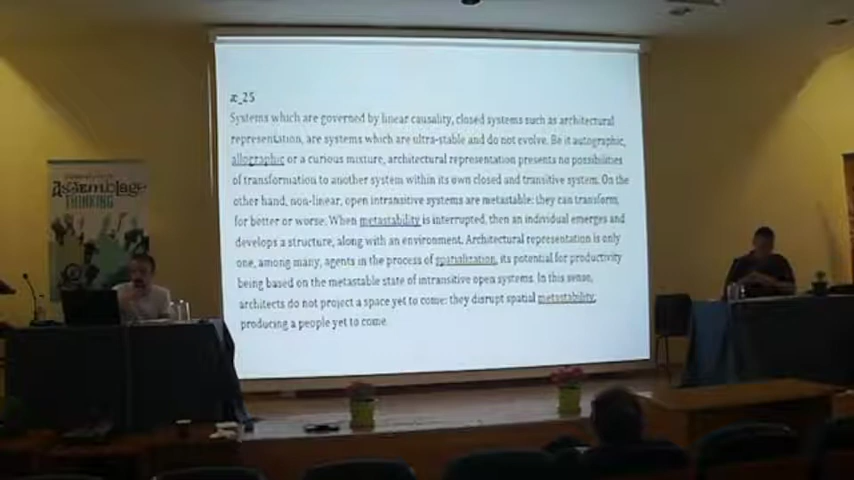 x_25
Systems which are governed by linear causality, closed systems such as architectural
representation, are systems which are ultra-stable and do not evolve. Be it autographic,
allographic or a curious mixture, architectural representation presents no possibilities
of transformation to another system within its own closed and transitive system. On the
other hand, non-linear, open intransitive systems are metastable: they can transform,
for better or worse. When metastability is interrupted, then an individual emerges and
develops a structure, along with an environment. Architectural representation is only
one, among many, agents in the process of spatialization, its potential for productivity
being based on the metastable state of intransitive open systems. In this sense,
architects do not project a space yet to come: they disrupt spatial metastability,
producing a people yet to come.
Assemblage
THINKING